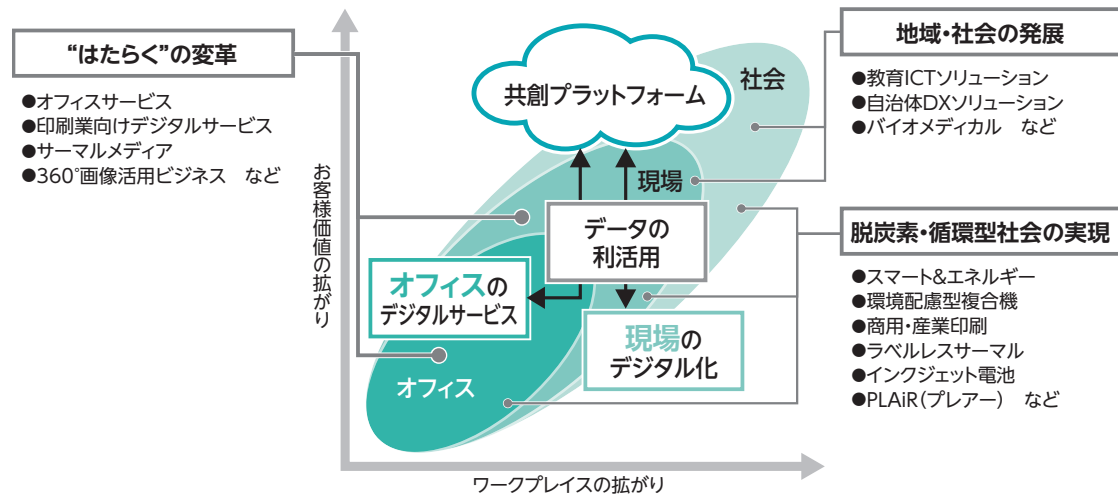 “はたらく”の変革
●オフィスサービス
●印刷業向けデジタルサービス
●サーマルメディア
●360°画像活用ビジネス　など
お客様価値の拡がり
共創プラットフォーム
社会
現場
データの
利活用
オフィスの
デジタルサービス
現場の
デジタル化
オフィス
ワークプレイスの拡がり
地域・社会の発展
●教育ICTソリューション
●自治体DXソリューション
●バイオメディカル　など
脱炭素・循環型社会の実現
●スマート&エネルギー
●環境配慮型複合機
●商用・産業印刷
●ラベルレスサーマル
●インクジェット電池
●PLAiR（プレアー）　など